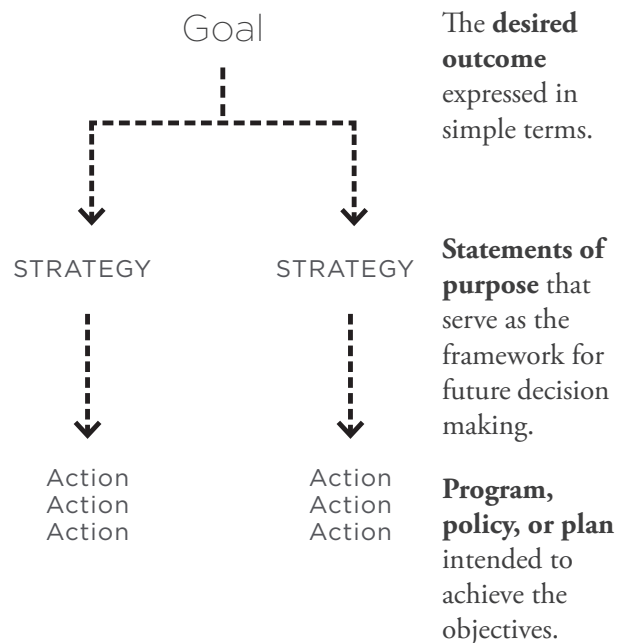 Goal
The desired
outcome
expressed in
simple terms.
STRATEGY
STRATEGY
Statements of
purpose that
serve as the
framework for
future decision
making.
Action
Action
Action
Action
Action
Action
Program,
policy, or plan
intended to
achieve the
objectives.